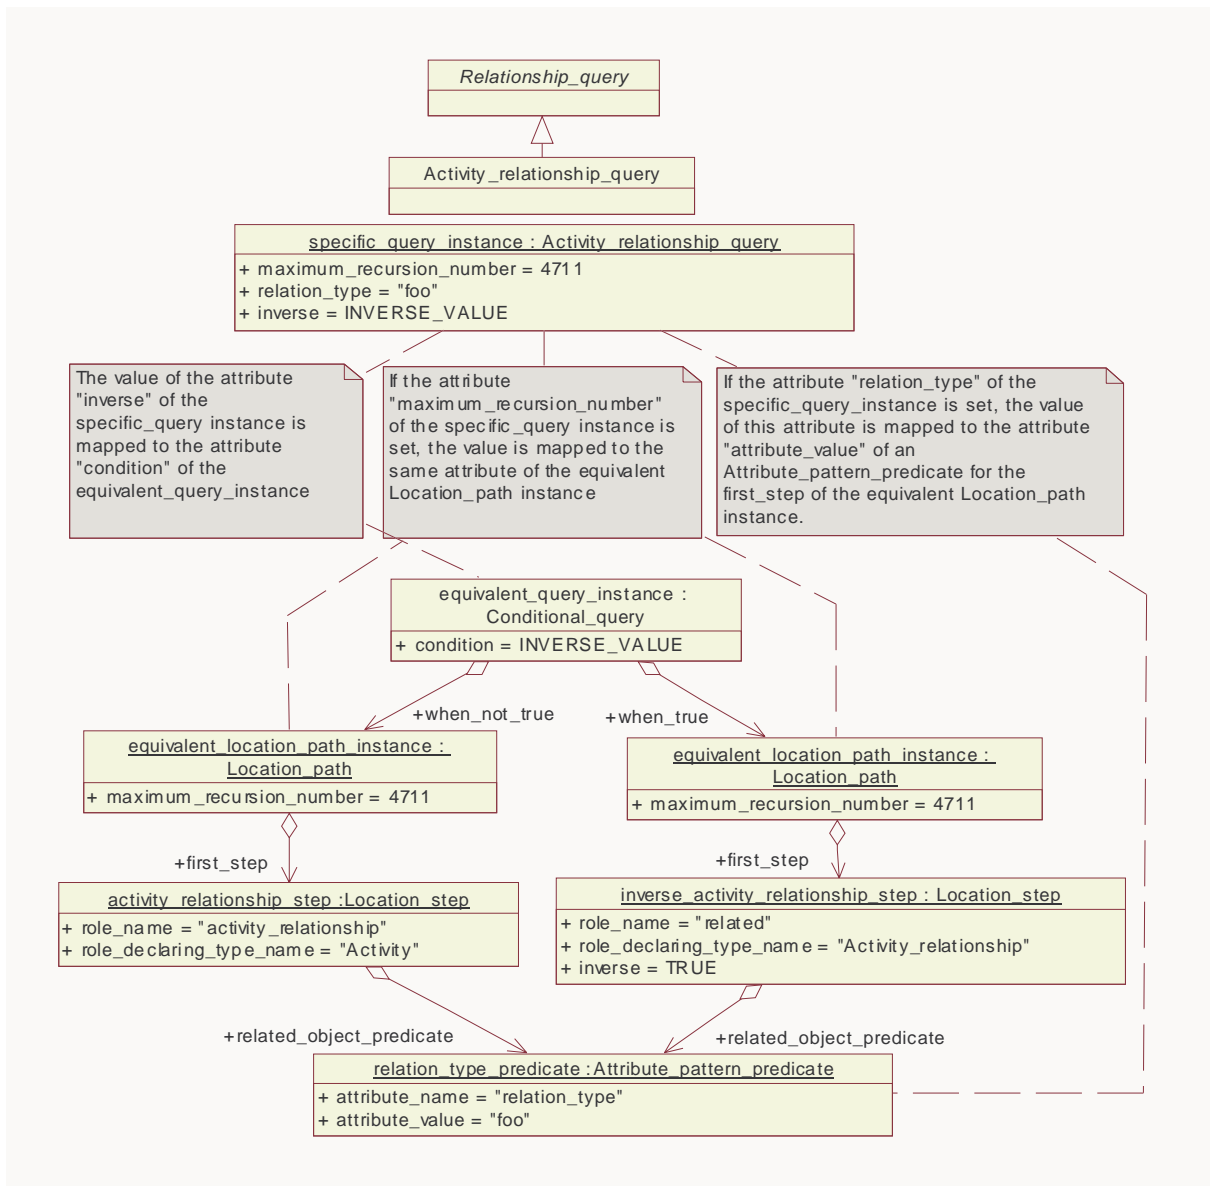 Relationship_query
Activity_relationship_query
specific_query_instance : Activity_relationship_query
+ maximum_recursion_number = 4711
+ relation_type = "foo"
+ inverse = INVERSE_VALUE
The value of the attribute
"inverse" of the
specific_query instance is
mapped to the attribute
"condition" of the
equivalent_query_instance
If the attribute
"maximum_recursion_number"
of the specific_query instance is
set, the value is mapped to the
same attribute of the equivalent
Location_path instance
If the attribute "relation_type" of the
specific_query_instance is set, the value
of this attribute is mapped to the attribute
"attribute_value" of an
Attribute_pattern_predicate for the
first_step of the equivalent Location_path
instance.
equivalent_query_instance :
Conditional_query
+ condition = INVERSE_VALUE
+when_not_true
+when_true
equivalent_location_path_instance :
Location_path
+ maximum_recursion_number = 4711
equivalent_location_path_instance :
Location_path
+ maximum_recursion_number = 4711
+first_step
+first_step
activity_relationship_step :Location_step
+ role_name = "activity_relationship"
+ role_declaring_type_name = "Activity"
inverse_activity_relationship_step : Location_step
+ role_name = "related"
+ role_declaring_type_name = "Activity_relationship"
+ inverse = TRUE
+related_object_predicate
+related_object_predicate
relation_type_predicate :Attribute_pattern_predicate
+ attribute_name = "relation_type"
+ attribute_value = "foo"